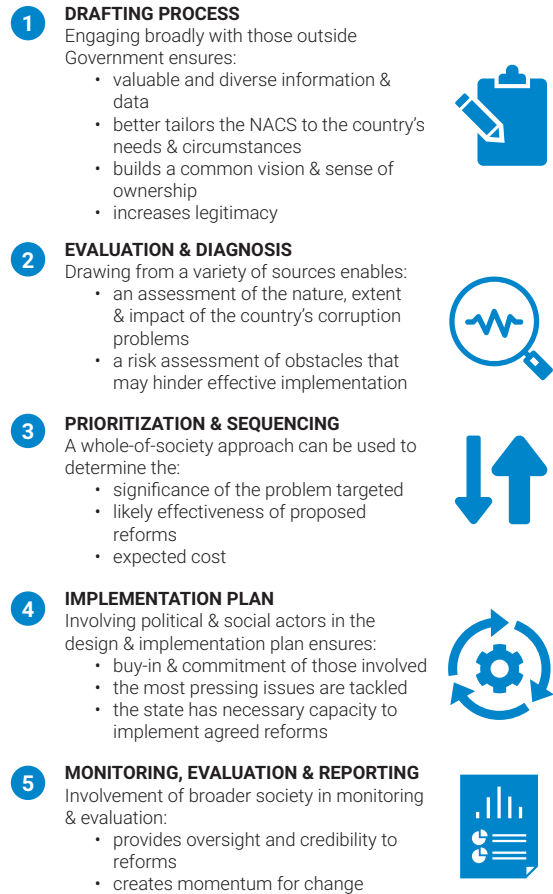 1
DRAFTING PROCESS
Engaging broadly with those outside
Government ensures:
• valuable and diverse information &
data
• better tailors the NACS to the country's
needs & circumstances
• builds a common vision & sense of
ownership
• increases legitimacy
2
EVALUATION & DIAGNOSIS
Drawing from a variety of sources enables:
• an assessment of the nature, extent
& impact of the country's corruption
problems
• a risk assessment of obstacles that
may hinder effective implementation
3
PRIORITIZATION & SEQUENCING
A whole-of-society approach can be used to
determine the:
• significance of the problem targeted
• likely effectiveness of proposed
reforms
• expected cost
4
IMPLEMENTATION PLAN
Involving political & social actors in the
design & implementation plan ensures:
• buy-in & commitment of those involved
• the most pressing issues are tackled
• the state has necessary capacity to
implement agreed reforms
5
MONITORING, EVALUATION & REPORTING
Involvement of broader society in monitoring
& evaluation:
• provides oversight and credibility to
reforms
• creates momentum for change